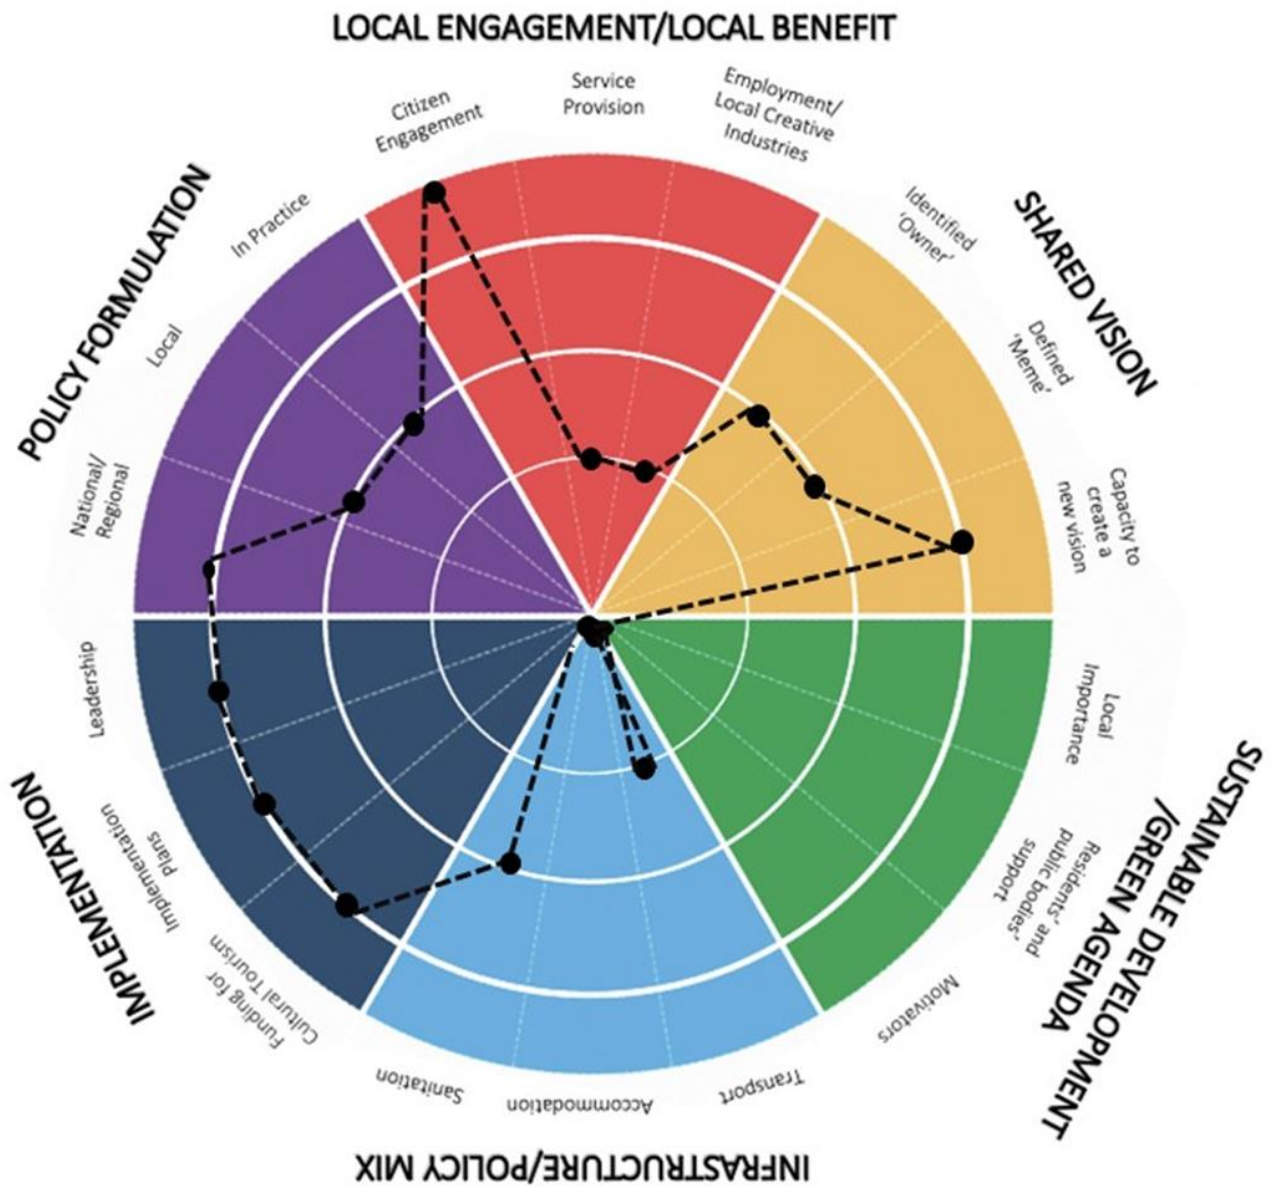 LOCAL ENGAGEMENT/LOCAL BENEFIT
Citizen
Engagement
Service
Provision
Employment/
Local Creative
Industries
SHARED VISION
Identified
‘Owner’
Defined
‘Meme’
Capacity to
create a
new vision
SUSTAINABLE DEVELOPMENT
/GREEN AGENDA
Local
Importance
Residents’ and
public bodies’
support
Motivators
INFRASTRUCTURE/POLICY MIX
Transport
Accommodation
Sanitation
IMPLEMENTATION
Funding for
Cultural Tourism
Implementation
Plans
Leadership
POLICY FORMULATION
National/
Regional
Local
In Practice